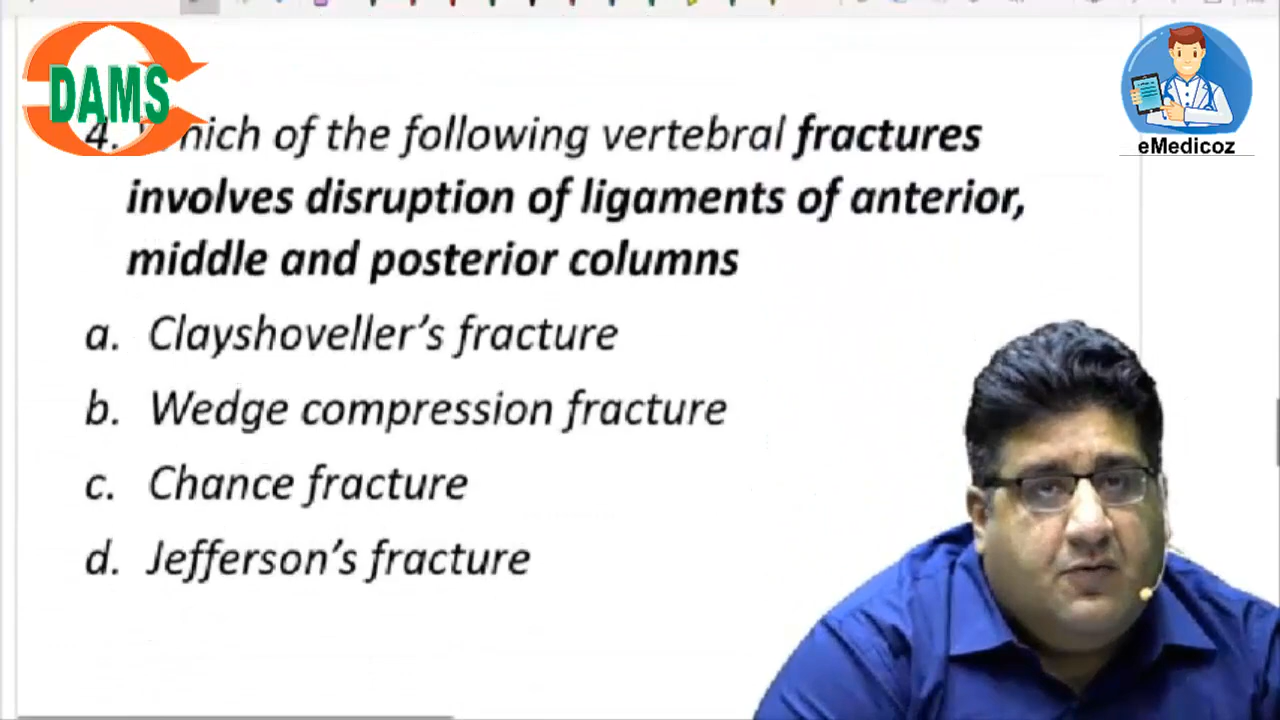 DAMS
eMedicoz
4. Which of the following vertebral fractures
involves disruption of ligaments of anterior,
middle and posterior columns
a. Clayshoveller's fracture
b. Wedge compression fracture
c. Chance fracture
d. Jefferson's fracture